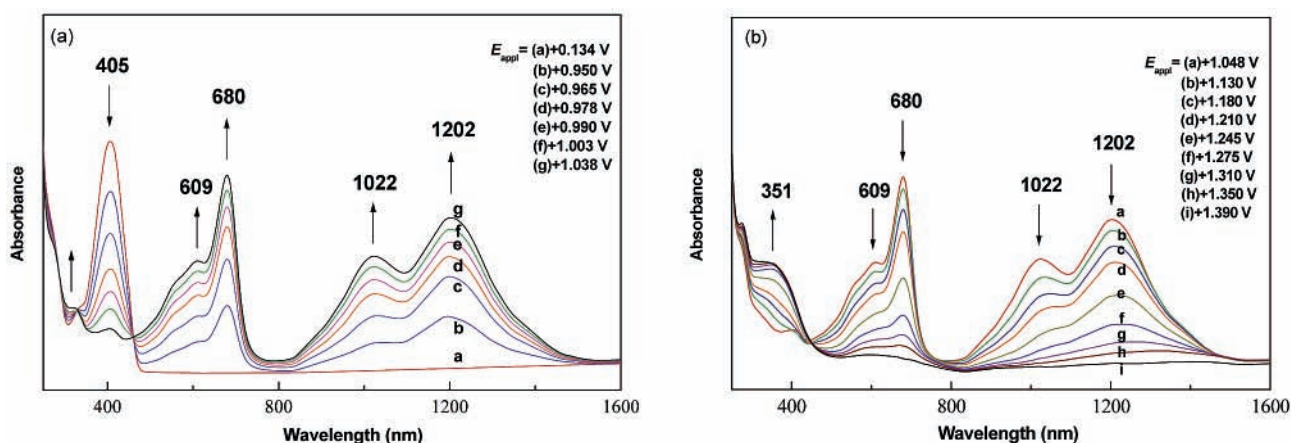 (a)
E appl = (a)+0.134 V
(b)+0.950 V
(c)+0.965 V
(d)+0.978 V
(e)+0.990 V
(f)+1.003 V
(g)+1.038 V
405
680
609
1022
1202
g
f
e
d
c
b
a
Absorbance
400
800
1200
1600
Wavelength (nm)
(b)
E appl = (a)+1.048 V
(b)+1.130 V
(c)+1.180 V
(d)+1.210 V
(e)+1.245 V
(f)+1.275 V
(g)+1.310 V
(h)+1.350 V
(i)+1.390 V
680
351
609
1022
1202
a
b
c
d
e
f
g
h
i
Absorbance
400
800
1200
1600
Wavelength (nm)